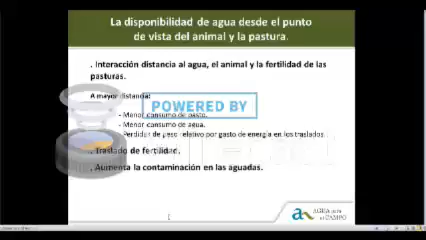 La disponibilidad de agua desde el punto
de vista del animal y la pastura.
. Interacción distancia al agua, el animal y la fertilidad de las
pasturas.
A mayor distancia:
- Menor consumo de pasto.
- Menor consumo de agua.
- Perdidas de peso relativo por gasto de energía en los traslados.
. Traslado de fertilidad.
. Aumenta la contaminación en las aguadas.
POWERED BY
AGUA para
el CAMPO